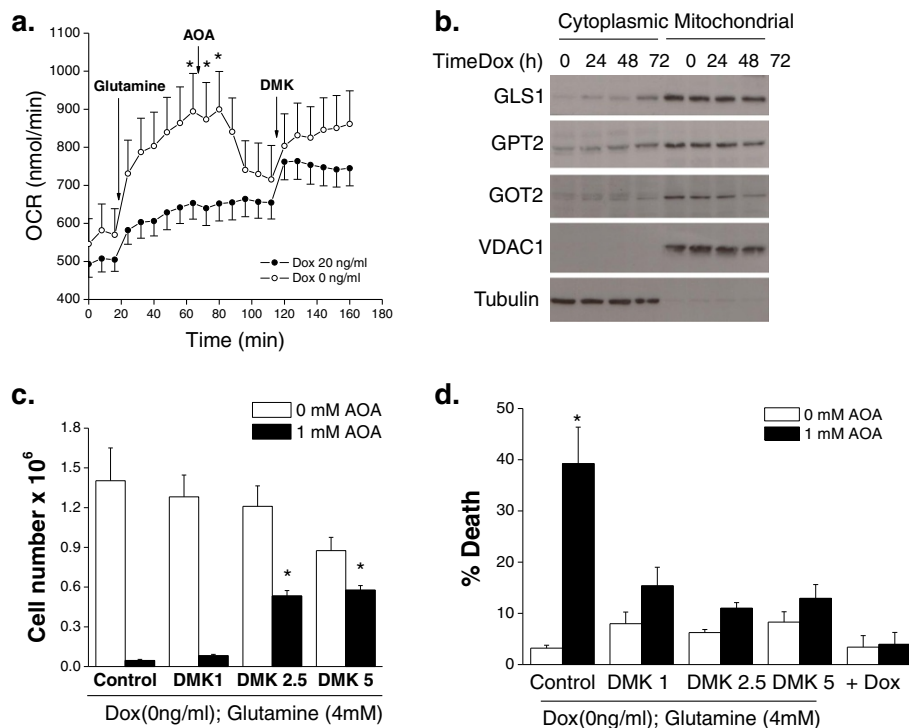 a.
1100
1000
900
800
700
600
500
400
OCR (nmol/min)
Glutamine
AOA
* * *
DMK
Dox 20 ng/ml
Dox 0 ng/ml
0 20 40 60 80 100 120 140 160 180
Time (min)
b.
Cytoplasmic Mitochondrial
TimeDox (h) 0 24 48 72 0 24 48 72
GLS1
GPT2
GOT2
VDAC1
Tubulin
c.
0 mM AOA
1 mM AOA
1.8
1.5
1.2
0.9
0.6
0.3
0.0
Cell number x 10⁶
* *
Control DMK1 DMK 2.5 DMK 5
Dox(0ng/ml); Glutamine (4mM)
d.
0 mM AOA
1 mM AOA
50
40
30
20
10
0
% Death
*
Control DMK 1 DMK 2.5 DMK 5 + Dox
Dox(0ng/ml); Glutamine (4mM)